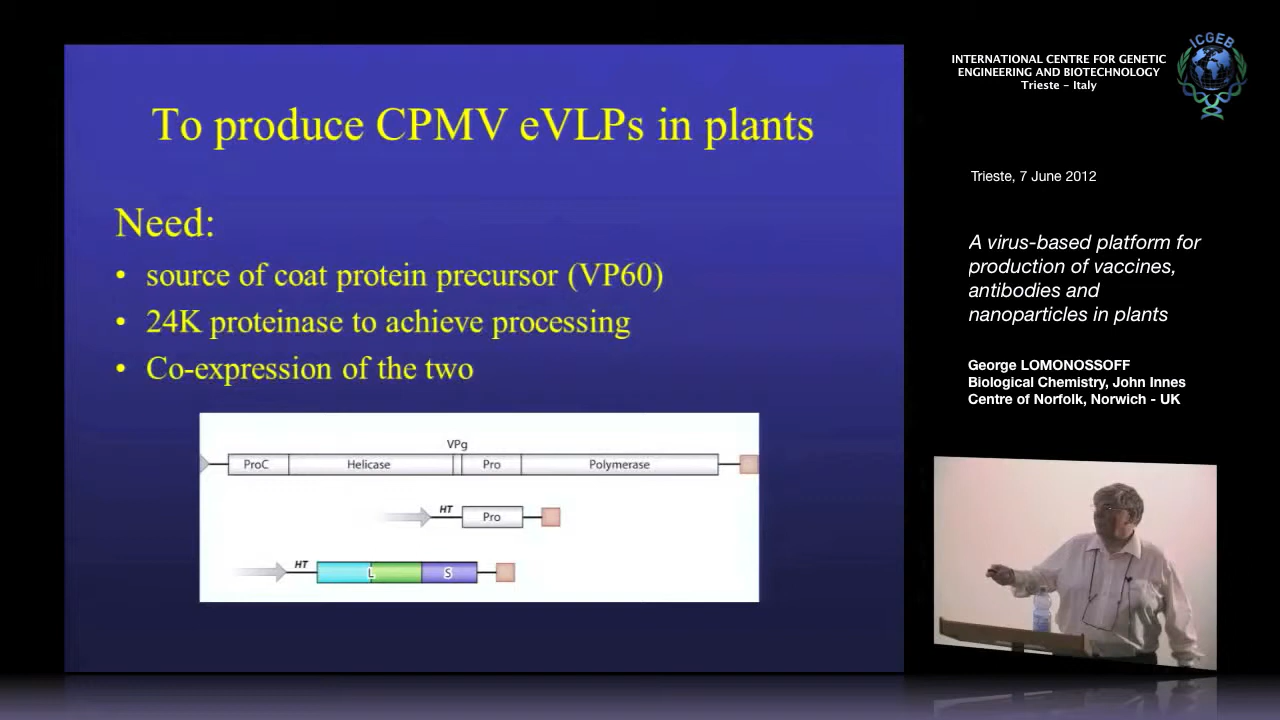 To produce CPMV eVLPs in plants
Need:
• source of coat protein precursor (VP60)
• 24K proteinase to achieve processing
• Co-expression of the two
VPg
ProC Helicase Pro Polymerase
HT Pro
HT L S
INTERNATIONAL CENTRE FOR GENETIC
ENGINEERING AND BIOTECHNOLOGY
Trieste - Italy
ICGEB
Trieste, 7 June 2012
A virus-based platform for
production of vaccines,
antibodies and
nanoparticles in plants
George LOMONOSSOFF
Biological Chemistry, John Innes
Centre of Norfolk, Norwich - UK